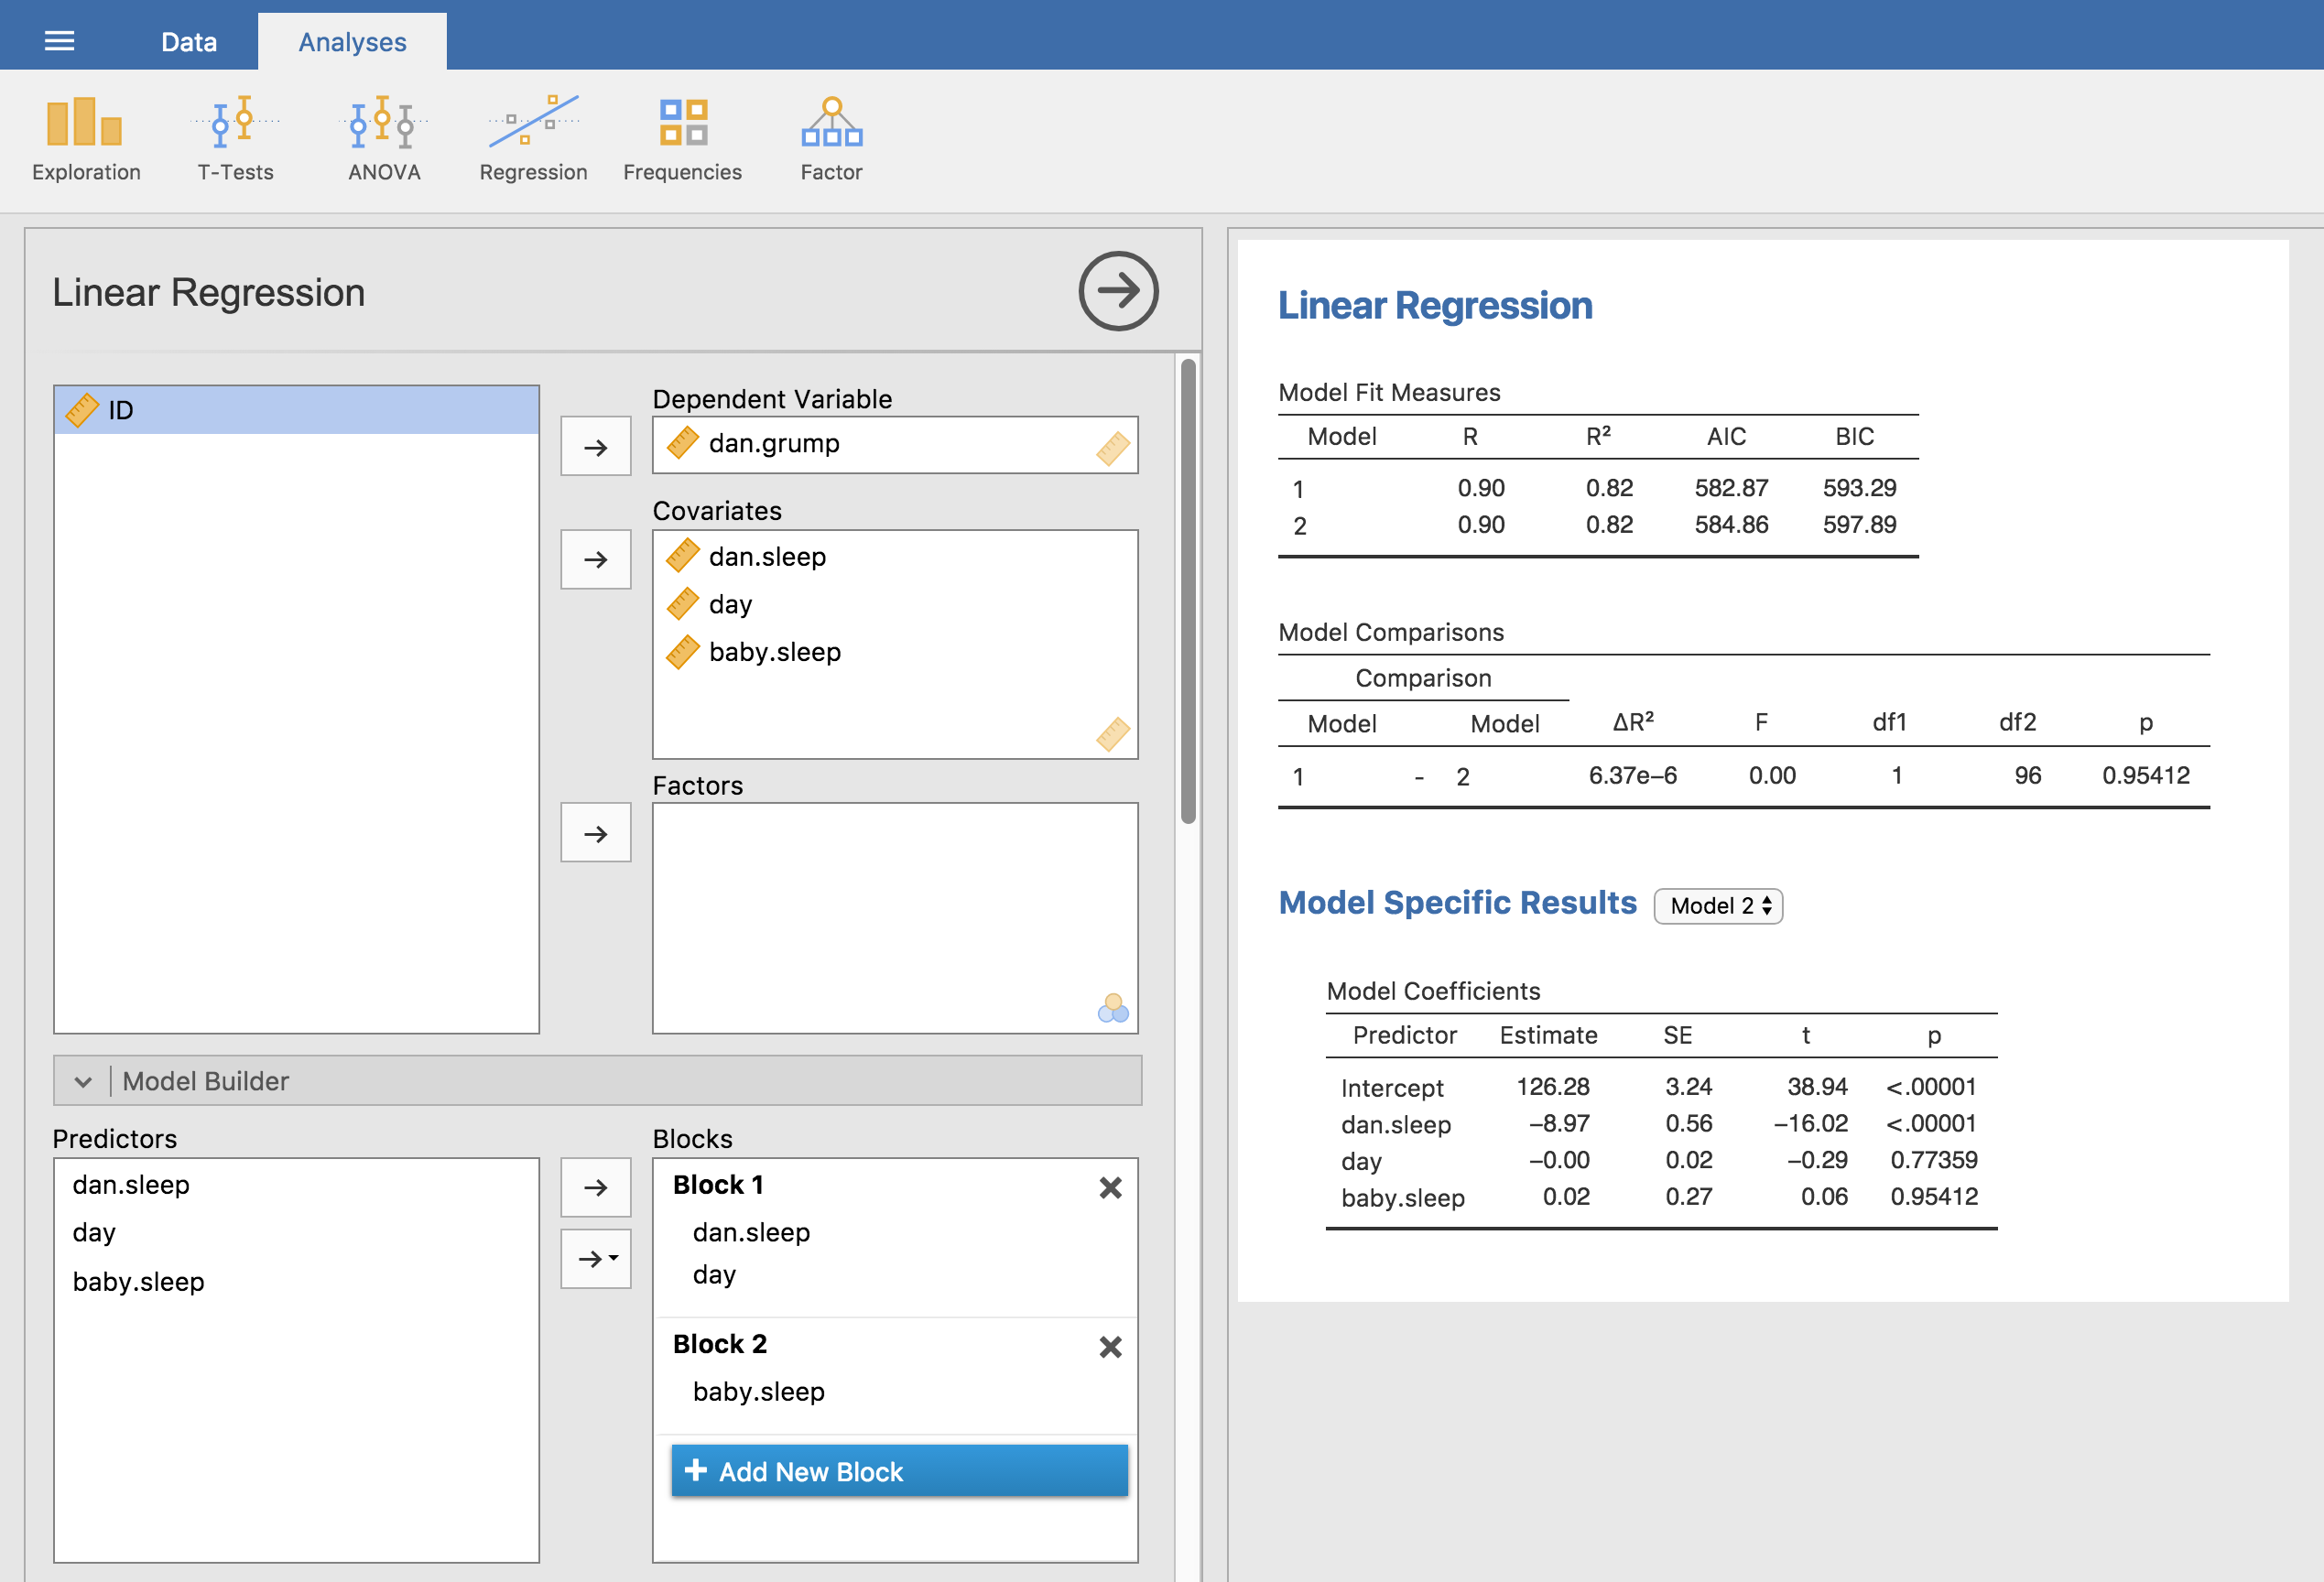 Data Analyses
Exploration T-Tests ANOVA Regression Frequencies Factor
Linear Regression
ID
Dependent Variable
dan.grump
Covariates
dan.sleep
day
baby.sleep
Factors
Model Builder
Predictors
dan.sleep
day
baby.sleep
Blocks
Block 1
dan.sleep
day
Block 2
baby.sleep
Add New Block
Linear Regression
Model Fit Measures
Model R R² AIC BIC
1 0.90 0.82 582.87 593.29
2 0.90 0.82 584.86 597.89
Model Comparisons
Comparison
Model Model ΔR² F df1 df2 p
1 - 2 6.37e−6 0.00 1 96 0.95412
Model Specific Results Model 2
Model Coefficients
Predictor Estimate SE t p
Intercept 126.28 3.24 38.94 <.00001
dan.sleep −8.97 0.56 −16.02 <.00001
day −0.00 0.02 −0.29 0.77359
baby.sleep 0.02 0.27 0.06 0.95412